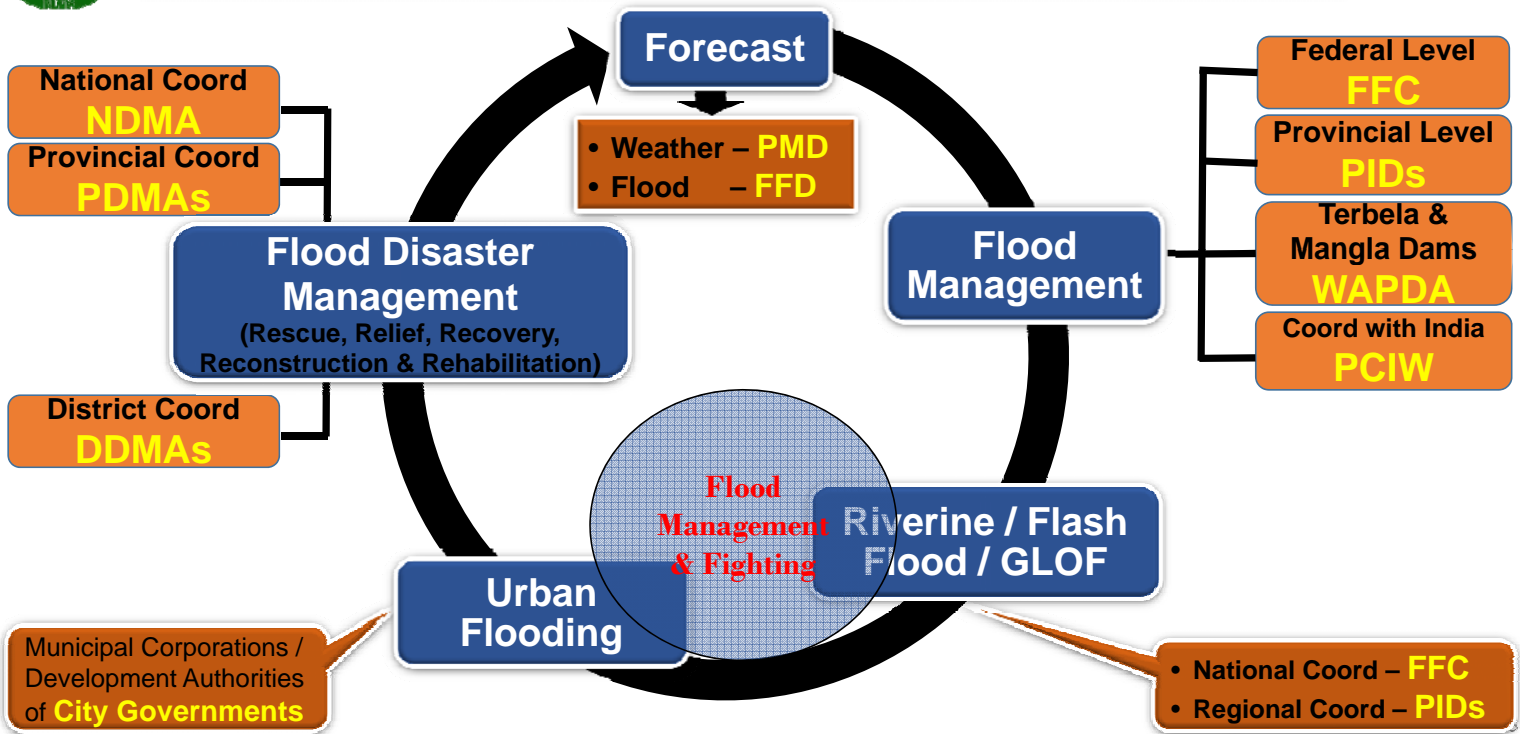 Forecast
• Weather – PMD
• Flood – FFD
National Coord
NDMA
Provincial Coord
PDMAs
Flood Disaster
Management
(Rescue, Relief, Recovery,
Reconstruction & Rehabilitation)
District Coord
DDMAs
Federal Level
FFC
Provincial Level
PIDs
Terbela &
Mangla Dams
WAPDA
Coord with India
PCIW
Flood
Management
Flood
Management
& Fighting
Riverine / Flash
Flood / GLOF
Urban
Flooding
Municipal Corporations /
Development Authorities
of City Governments
• National Coord – FFC
• Regional Coord – PIDs